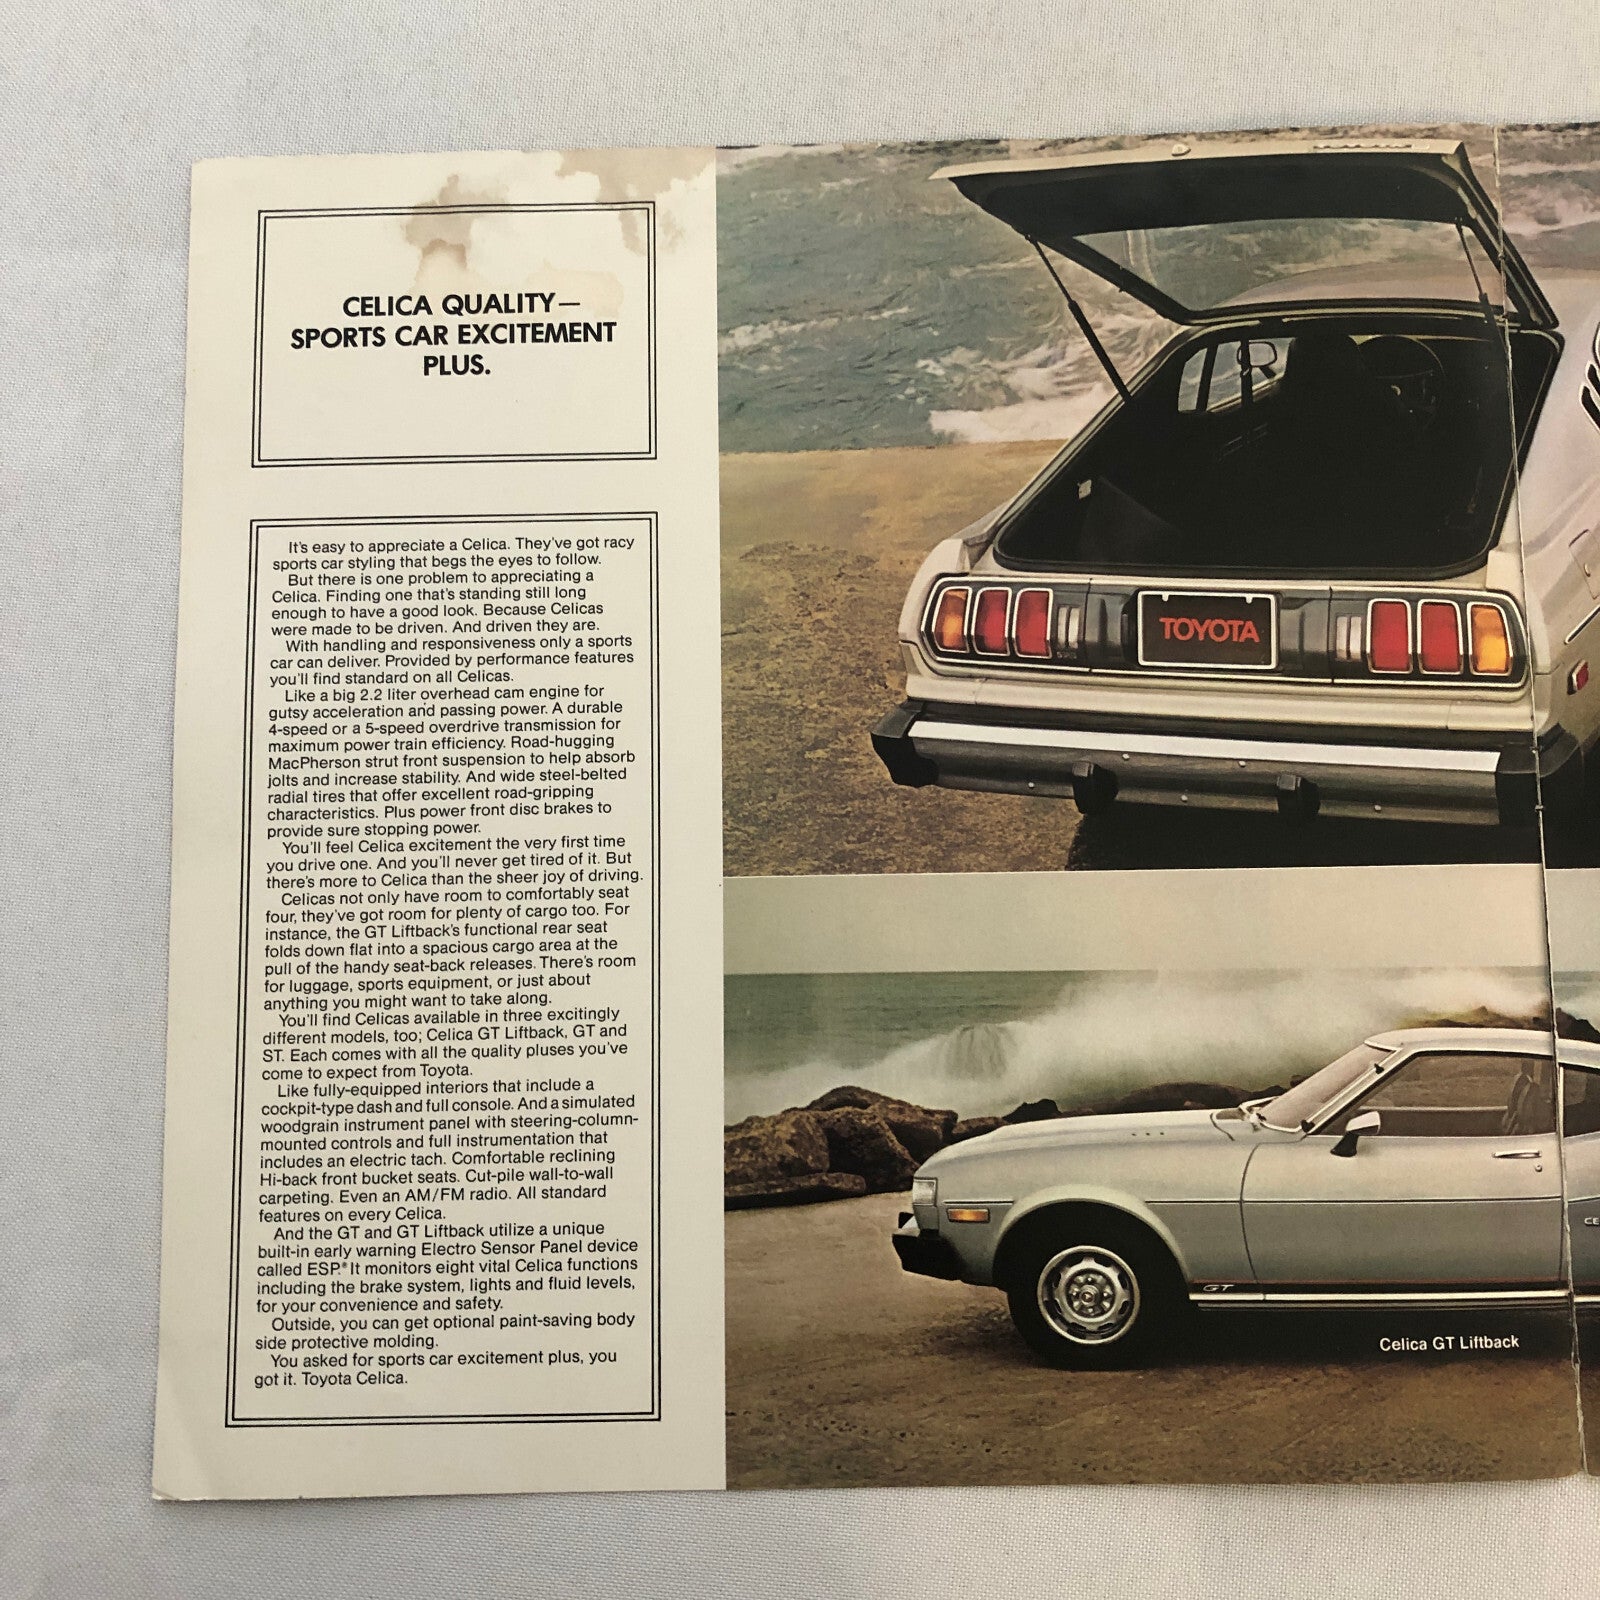 CELICA QUALITY—
SPORTS CAR EXCITEMENT
PLUS.
It's easy to appreciate a Celica. They've got racy
sports car styling that begs the eyes to follow.
But there is one problem to appreciating a
Celica. Finding one that's standing still long
enough to have a good look. Because Celicas
were made to be driven. And driven they are.
With handling and responsiveness only a sports
car can deliver. Provided by performance features
you'll find standard on all Celicas.
Like a big 2.2 liter overhead cam engine for
gutsy acceleration and passing power. A durable
4-speed or a 5-speed overdrive transmission for
maximum power train efficiency. Road-hugging
MacPherson strut front suspension to help absorb
jolts and increase stability. And wide steel-belted
radial tires that offer excellent road-gripping
characteristics. Plus power front disc brakes to
provide sure stopping power.
You'll feel Celica excitement the very first time
you drive one. And you'll never get tired of it. But
there's more to Celica than the sheer joy of driving.
Celicas not only have room to comfortably seat
four, they've got room for plenty of cargo too. For
instance, the GT Liftback's functional rear seat
folds down flat into a spacious cargo area at the
pull of the handy seat-back releases. There's room
for luggage, sports equipment, or just about
anything you might want to take along.
You'll find Celicas available in three excitingly
different models, too; Celica GT Liftback, GT and
ST. Each comes with all the quality pluses you've
come to expect from Toyota.
Like fully-equipped interiors that include a
cockpit-type dash and full console. And a simulated
woodgrain instrument panel with steering-column-
mounted controls and full instrumentation that
includes an electric tach. Comfortable reclining
Hi-back front bucket seats. Cut-pile wall-to-wall
carpeting. Even an AM/FM radio. All standard
features on every Celica.
And the GT and GT Liftback utilize a unique
built-in early warning Electro Sensor Panel device
called ESP.® It monitors eight vital Celica functions
including the brake system, lights and fluid levels,
for your convenience and safety.
Outside, you can get optional paint-saving body
side protective molding.
You asked for sports car excitement plus, you
got it. Toyota Celica.
TOYOTA
CE
GT
Celica GT Liftback